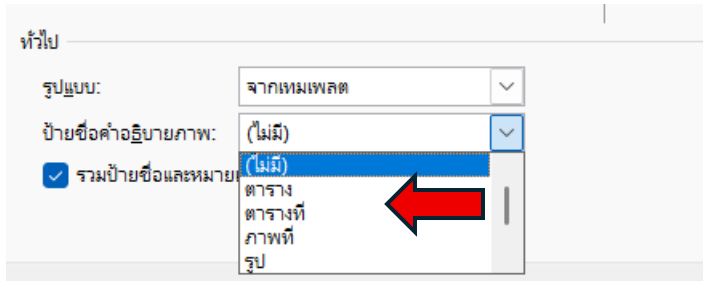 ทั่วไป
รูปแบบ: จากเทมเพลต
ป้ายชื่อคำอธิบายภาพ: (ไม่มี)
(ไม่มี)
รวมป้ายชื่อและหมาย
ตาราง
ตารางที่
ภาพที่
รูป